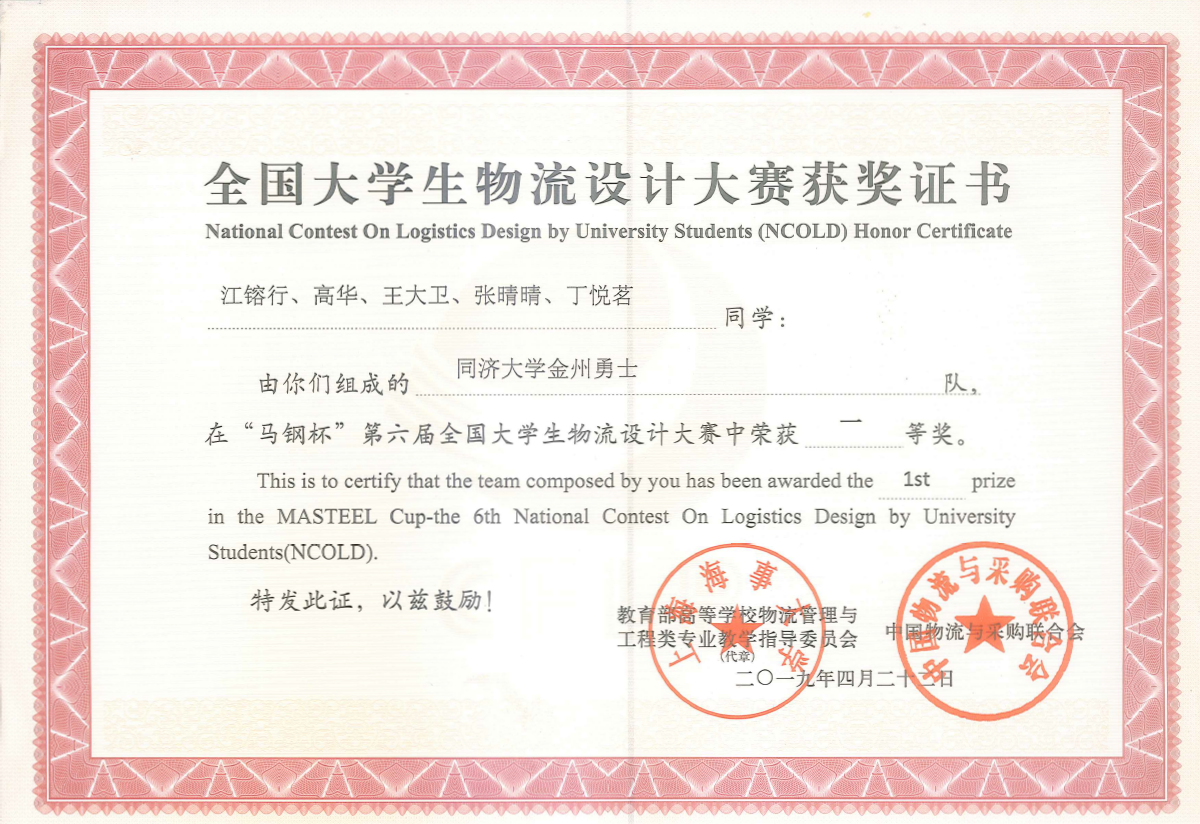 全国大学生物流设计大赛获奖证书
National Contest On Logistics Design by University Students (NCOLD) Honor Certificate
江镕行、高华、王大卫、张晴晴、丁悦茗
同学：
由你们组成的 同济大学金州勇士 队，
在“马钢杯”第六届全国大学生物流设计大赛中荣获 一 等奖。
This is to certify that the team composed by you has been awarded the 1st prize
in the MASTEEL Cup-the 6th National Contest On Logistics Design by University
Students(NCOLD).
特发此证，以兹鼓励！
教育部高等学校物流管理与
工程类专业教学指导委员会
（代章）
中国物流与采购联合会
二〇一九年四月二十二日
上海海事大学
中国物流与采购联合会